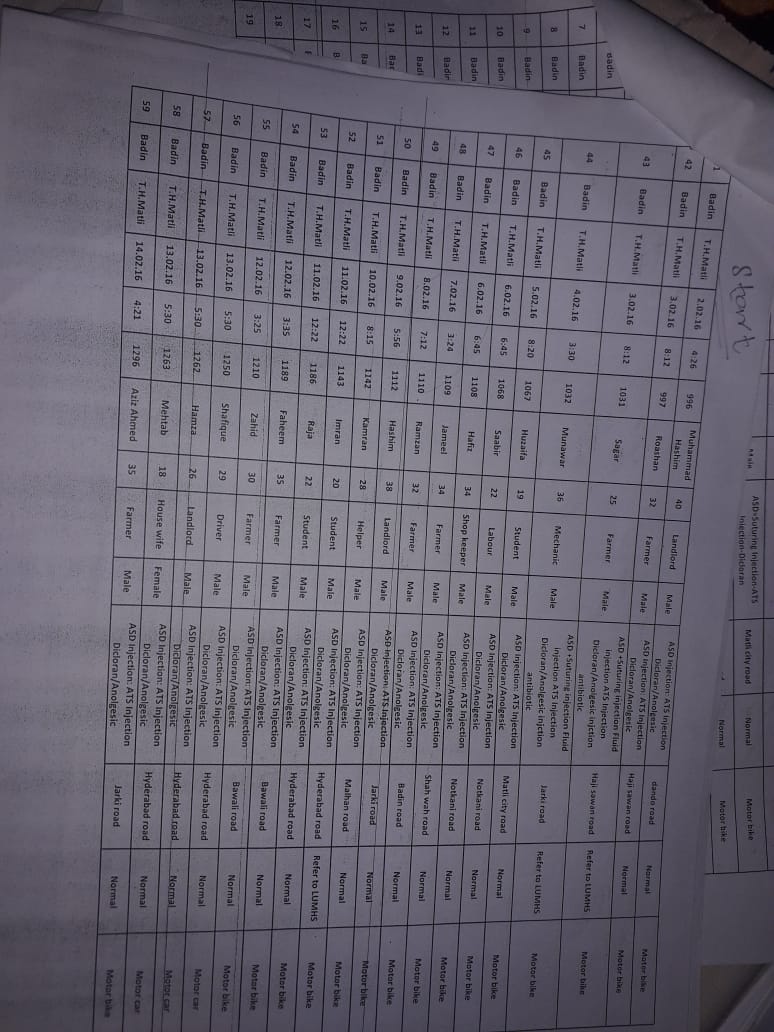 Male ASD+Suturing Injection-ATS Injection-Dicloran Matli city road Normal Motor bike
Normal Motor bike
Start
1 Badin T.H.Matli 2.02.16 4:26 996 Muhammad Hashim 40 Landlord Male ASD Injection: ATS Injection Dicloran/Anolgesic dando road Normal Motor bike
42 Badin T.H.Matli 3.02.16 8:12 997 Roashan 32 Farmer Male ASD Injection: ATS Injection Dicloran/Anolgesic Haji sawan road Normal Motor bike
43 Badin T.H.Matli 3.02.16 8:12 1031 Sagar 25 Farmer Male ASD +Suturing injection Fluid injection ATS Injection Dicloran/Anolgesic injction antibiotic Haji sawan road Refer to LUMHS Motor bike
44 Badin T.H.Matli 4.02.16 3:30 1032 Munawar 36 Mechanic Male ASD +Suturing injection Fluid injection ATS Injection Dicloran/Anolgesic injction antibiotic Jarki road Refer to LUMHS Motor bike
45 Badin T.H.Matli 5.02.16 8:20 1067 Huzaifa 19 Student Male ASD Injection: ATS Injection Dicloran/Anolgesic Matli city road Normal Motor bike
46 Badin T.H.Matli 6.02.16 6:45 1068 Saabir 22 Labour Male ASD Injection: ATS Injection Dicloran/Anolgesic Notkani road Normal Motor bike
47 Badin T.H.Matli 6.02.16 6:45 1108 Hafiz 34 Shop keeper Male ASD Injection: ATS Injection Dicloran/Anolgesic Notkani road Normal Motor bike
48 Badin T.H.Matli 7.02.16 3:24 1109 Jameel 34 Farmer Male ASD Injection: ATS Injection Dicloran/Anolgesic Shah wah road Normal Motor bike
49 Badin T.H.Matli 8.02.16 7:12 1110 Ramzan 32 Farmer Male ASD Injection: ATS Injection Dicloran/Anolgesic Badin road Normal Motor bike
50 Badin T.H.Matli 9.02.16 5:56 1112 Hashim 38 Landlord Male ASD Injection: ATS Injection Dicloran/Anolgesic Jarki road Normal Motor bike
51 Badin T.H.Matli 10.02.16 8:15 1142 Kamran 28 Helper Male ASD Injection: ATS Injection Dicloran/Anolgesic Malhan road Normal Motor bike
52 Badin T.H.Matli 11.02.16 12:22 1143 Imran 20 Student Male ASD Injection: ATS Injection Dicloran/Anolgesic Hyderabad road Refer to LUMHS Motor bike
53 Badin T.H.Matli 11.02.16 12:22 1186 Raja 22 Student Male ASD Injection: ATS Injection Dicloran/Anolgesic Hyderabad road Normal Motor bike
54 Badin T.H.Matli 12.02.16 3:35 1189 Faheem 35 Farmer Male ASD Injection: ATS Injection Dicloran/Anolgesic Bawali road Normal Motor bike
55 Badin T.H.Matli 12.02.16 3:25 1210 Zahid 30 Farmer Male ASD Injection: ATS Injection Dicloran/Anolgesic Bawali road Normal Motor bike
56 Badin T.H.Matli 13.02.16 5:30 1250 Shafique 29 Driver Male ASD Injection: ATS Injection Dicloran/Anolgesic Hyderabad road Normal Motor car
57 Badin T.H.Matli 13.02.16 5:30 1262 Hamza 26 Landlord Male ASD Injection: ATS Injection Dicloran/Anolgesic Hyderabad road Normal Motor car
58 Badin T.H.Matli 13.02.16 5:30 1263 Mehtab 18 House wife Female ASD Injection: ATS Injection Dicloran/Anolgesic Hyderabad road Normal Motor car
59 Badin T.H.Matli 14.02.16 4:21 1296 Aziz Ahmed 35 Farmer Male ASD Injection: ATS Injection Dicloran/Anolgesic Jarki road Normal Motor bike
Badin
7 Badin
8 Badin
9 Badin
10 Badin
11 Badin
12 Badin
13 Badi
14 Bad
15 Ba
16 B
17
18
19